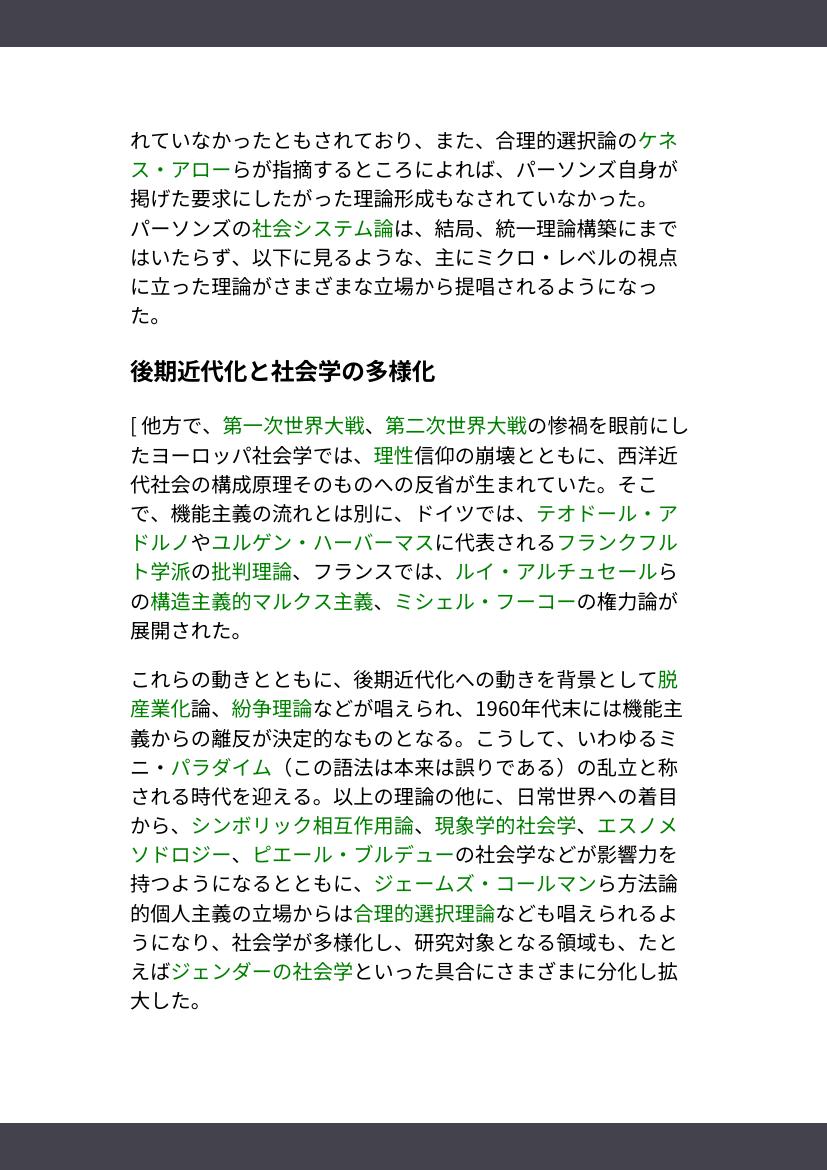 れていなかったともされており、また、合理的選択論のケネ
ス・アローらが指摘するところによれば、パーソンズ自身が
掲げた要求にしたがった理論形成もなされていなかった。
パーソンズの社会システム論は、結局、統一理論構築にまで
はいたらず、以下に見るような、主にミクロ・レベルの視点
に立った理論がさまざまな立場から提唱されるようになっ
た。
後期近代化と社会学の多様化
[ 他方で、第一次世界大戦、第二次世界大戦の惨禍を眼前にし
たヨーロッパ社会学では、理性信仰の崩壊とともに、西洋近
代社会の構成原理そのものへの反省が生まれていた。そこ
で、機能主義の流れとは別に、ドイツでは、テオドール・ア
ドルノやユルゲン・ハーバーマスに代表されるフランクフル
ト学派の批判理論、フランスでは、ルイ・アルチュセールら
の構造主義的マルクス主義、ミシェル・フーコーの権力論が
展開された。
これらの動きとともに、後期近代化への動きを背景として脱
産業化論、紛争理論などが唱えられ、1960年代末には機能主
義からの離反が決定的なものとなる。こうして、いわゆるミ
ニ・パラダイム（この語法は本来は誤りである）の乱立と称
される時代を迎える。以上の理論の他に、日常世界への着目
から、シンボリック相互作用論、現象学的社会学、エスノメ
ソドロジー、ピエール・ブルデューの社会学などが影響力を
持つようになるとともに、ジェームズ・コールマンら方法論
的個人主義の立場からは合理的選択理論なども唱えられるよ
うになり、社会学が多様化し、研究対象となる領域も、たと
えばジェンダーの社会学といった具合にさまざまに分化し拡
大した。